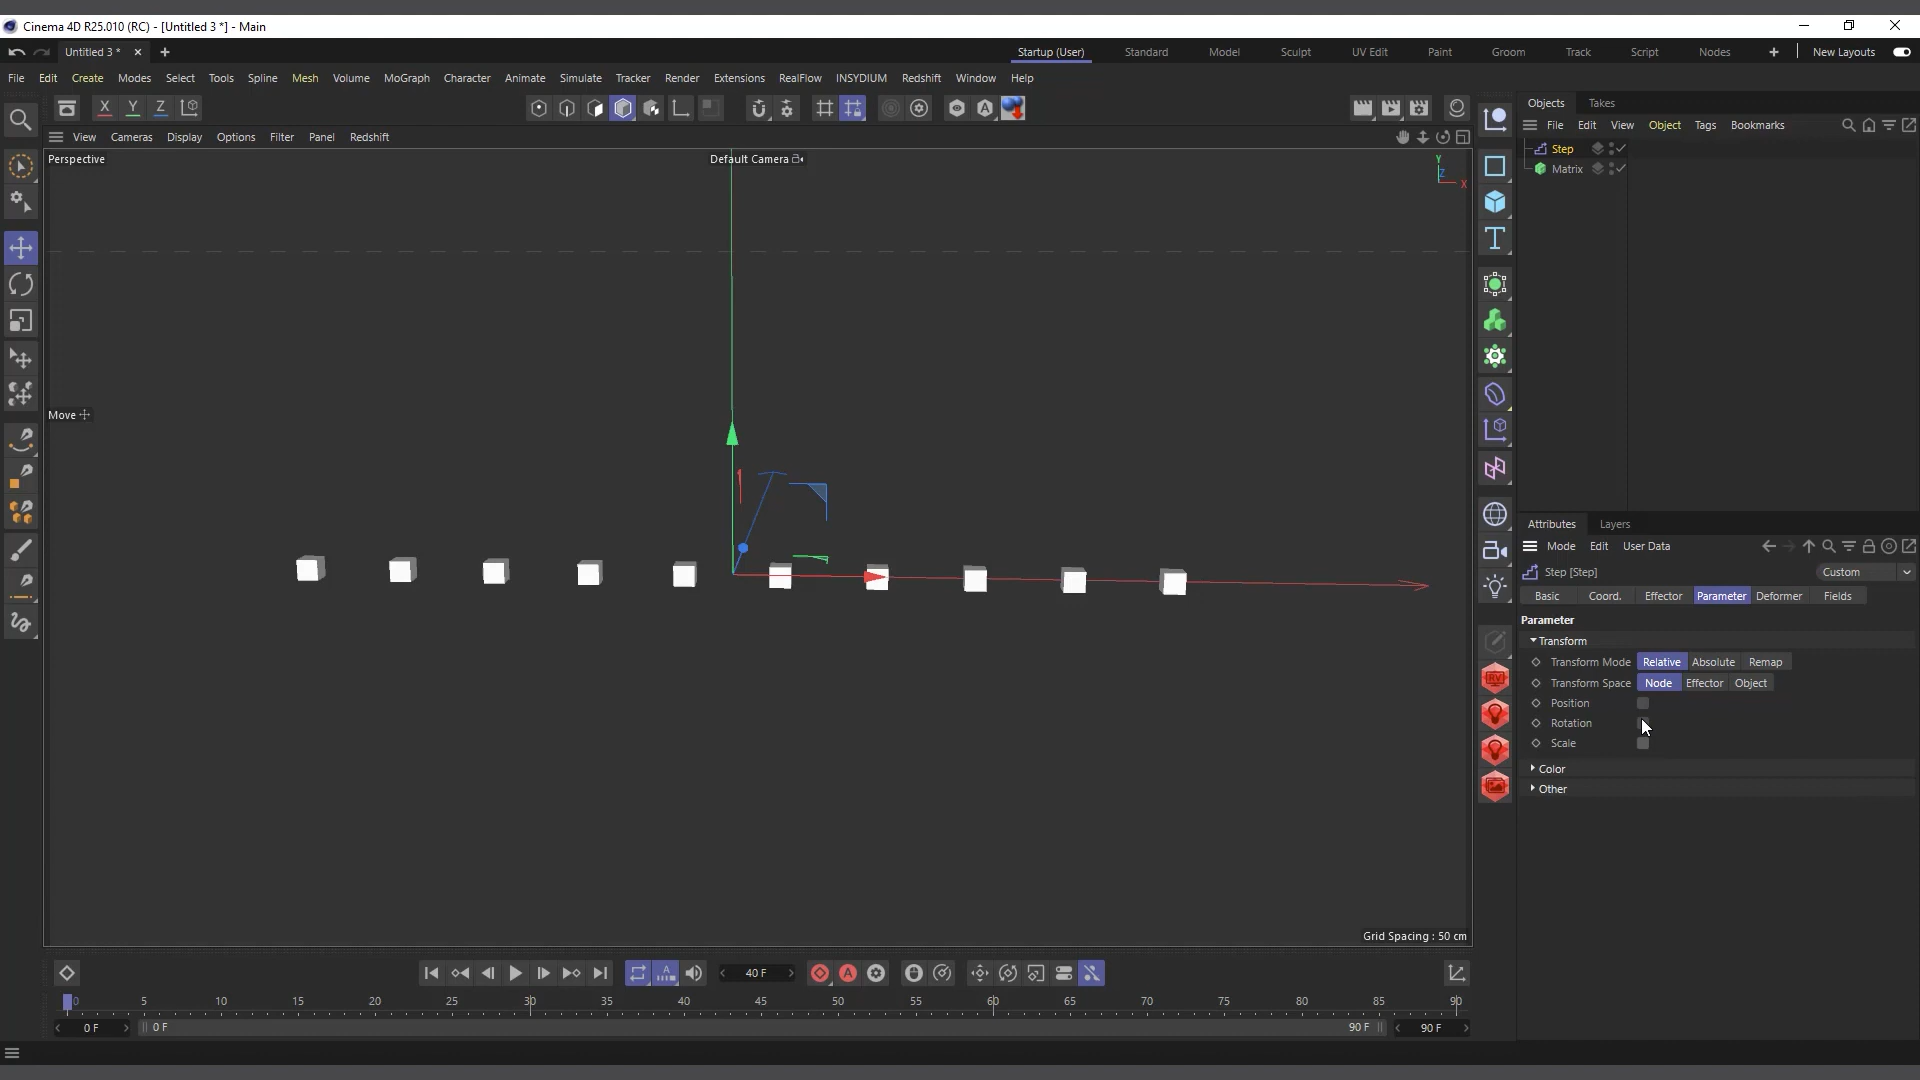 Cinema 4D R25.010 (RC) - [Untitled 3 *] - Main
Untitled 3 *
Startup (User) Standard Model Sculpt UV Edit Paint Groom Track Script Nodes New Layouts
File Edit Create Modes Select Tools Spline Mesh Volume MoGraph Character Animate Simulate Tracker Render Extensions RealFlow INSYDIUM Redshift Window Help
X Y Z
View Cameras Display Options Filter Panel Redshift
Perspective
Default Camera
Y
Z
X
Move
Grid Spacing : 50 cm
Objects Takes
File Edit View Object Tags Bookmarks
Step
Matrix
Attributes Layers
Mode Edit User Data
Step [Step]
Custom
Basic Coord. Effector Parameter Deformer Fields
Parameter
Transform
Transform Mode Relative Absolute Remap
Transform Space Node Effector Object
Position
Rotation
Scale
Color
Other
40 F
0 5 10 15 20 25 30 35 40 45 50 55 60 65 70 75 80 85 90
0 F 0 F 90 F 90 F